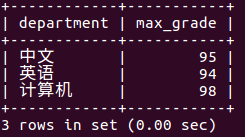 +------------+-----------+
| department | max_grade |
+------------+-----------+
| 中文 | 95 |
| 英语 | 94 |
| 计算机 | 98 |
+------------+-----------+
3 rows in set (0.00 sec)